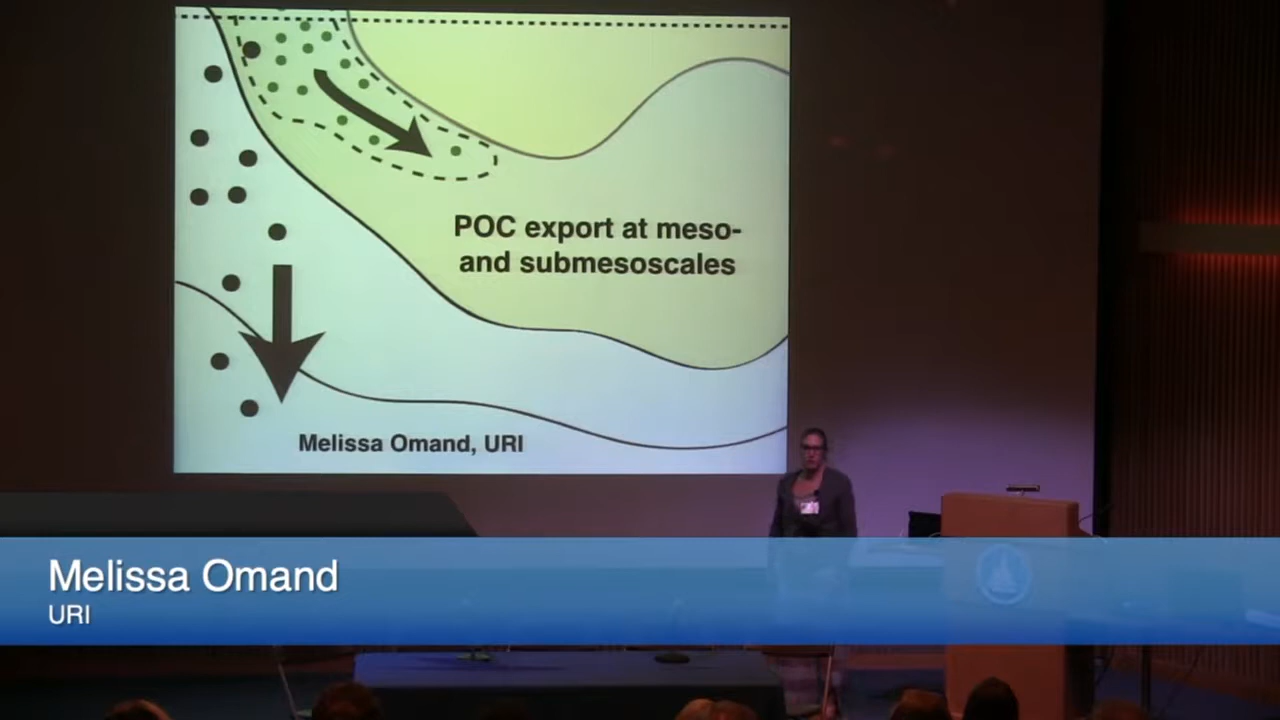 POC export at meso-
and submesoscales
Melissa Omand, URI
Melissa Omand
URI